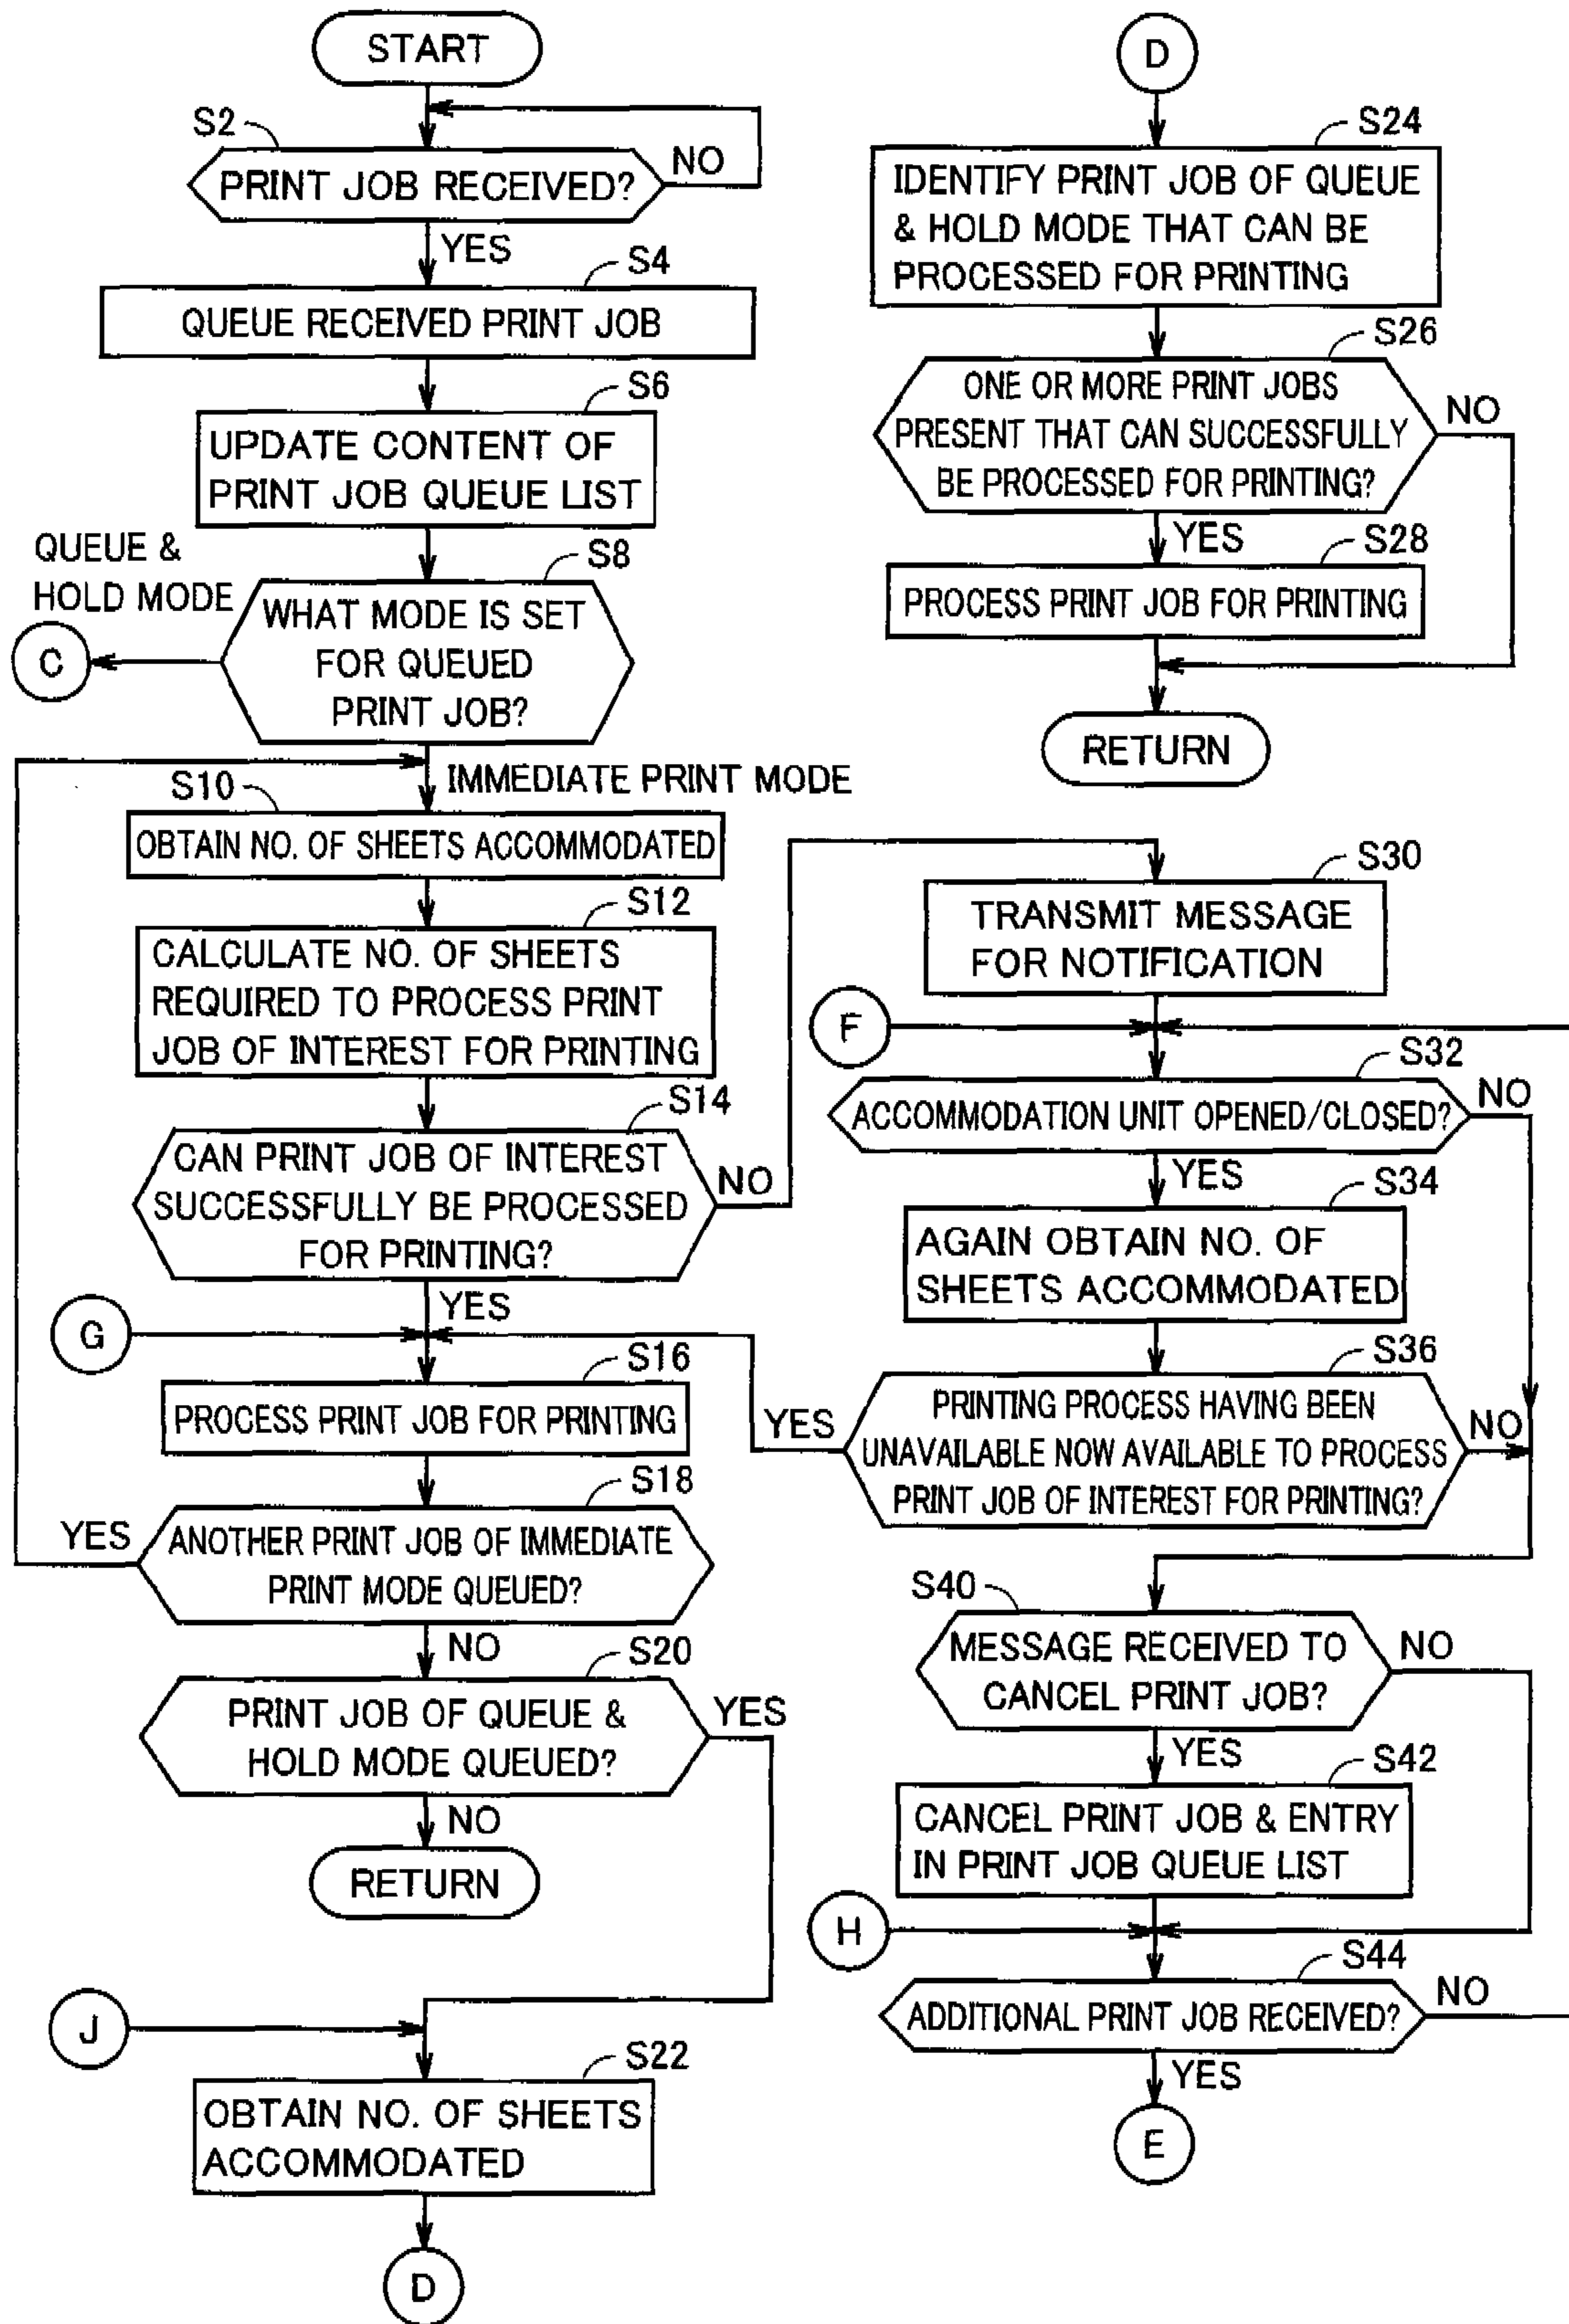 START
S2
PRINT JOB RECEIVED?
NO
YES
S4
QUEUE RECEIVED PRINT JOB
S6
UPDATE CONTENT OF
PRINT JOB QUEUE LIST
QUEUE &
HOLD MODE
S8
WHAT MODE IS SET
FOR QUEUED
PRINT JOB?
C
IMMEDIATE PRINT MODE
S10
OBTAIN NO. OF SHEETS ACCOMMODATED
S12
CALCULATE NO. OF SHEETS
REQUIRED TO PROCESS PRINT
JOB OF INTEREST FOR PRINTING
S14
CAN PRINT JOB OF INTEREST
SUCCESSFULLY BE PROCESSED
FOR PRINTING?
NO
YES
G
S16
PROCESS PRINT JOB FOR PRINTING
S18
YES
ANOTHER PRINT JOB OF IMMEDIATE
PRINT MODE QUEUED?
NO
S20
PRINT JOB OF QUEUE &
HOLD MODE QUEUED?
YES
NO
RETURN
J
S22
OBTAIN NO. OF SHEETS
ACCOMMODATED
D
D
S24
IDENTIFY PRINT JOB OF QUEUE
& HOLD MODE THAT CAN BE
PROCESSED FOR PRINTING
S26
ONE OR MORE PRINT JOBS
PRESENT THAT CAN SUCCESSFULLY
BE PROCESSED FOR PRINTING?
NO
YES
S28
PROCESS PRINT JOB FOR PRINTING
RETURN
S30
TRANSMIT MESSAGE
FOR NOTIFICATION
F
S32
ACCOMMODATION UNIT OPENED/CLOSED?
NO
YES
S34
AGAIN OBTAIN NO. OF
SHEETS ACCOMMODATED
S36
PRINTING PROCESS HAVING BEEN
UNAVAILABLE NOW AVAILABLE TO PROCESS
PRINT JOB OF INTEREST FOR PRINTING?
YES
NO
S40
MESSAGE RECEIVED TO
CANCEL PRINT JOB?
NO
YES
S42
CANCEL PRINT JOB & ENTRY
IN PRINT JOB QUEUE LIST
H
S44
ADDITIONAL PRINT JOB RECEIVED?
NO
YES
E